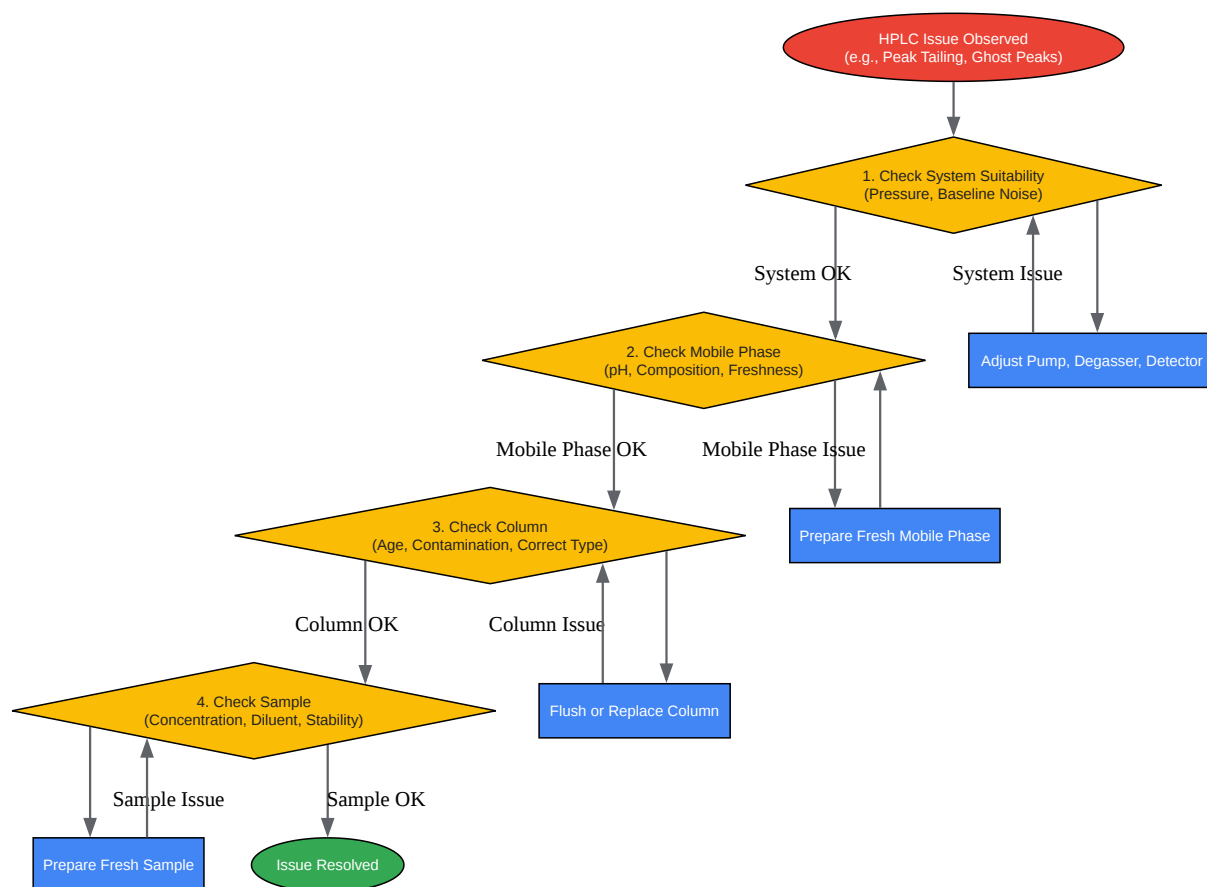 HPLC Issue Observed
(e.g., Peak Tailing, Ghost Peaks)
1. Check System Suitability
(Pressure, Baseline Noise)
System OK
System Issue
2. Check Mobile Phase
(pH, Composition, Freshness)
Adjust Pump, Degasser, Detector
Mobile Phase OK
Mobile Phase Issue
3. Check Column
(Age, Contamination, Correct Type)
Prepare Fresh Mobile Phase
Column OK
Column Issue
4. Check Sample
(Concentration, Diluent, Stability)
Flush or Replace Column
Sample Issue
Sample OK
Prepare Fresh Sample
Issue Resolved